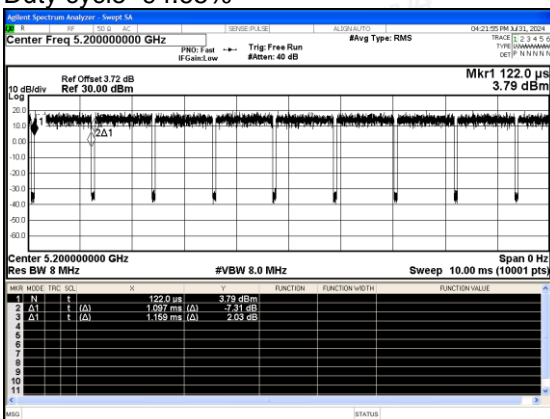 Agilent Spectrum Analyzer - Swept SA
RF 50 Ω AC SENSE:PULSE ALIGN AUTO 04:21:55 PM Jul 31, 2024
Center Freq 5.200000000 GHz #Avg Type: RMS TRACE 1 2 3 4 5 6
PNO: Fast Trig: Free Run TYPE
IFGain:Low #Atten: 40 dB DET P N N N N N
Mkr1 122.0 µs
Ref Offset 3.72 dB
10 dB/div Ref 30.00 dBm 3.79 dBm
Log
20.0
10.0
0.00
-10.0
-20.0
-30.0
-40.0
-50.0
-60.0
1
2Δ1
Center 5.200000000 GHz Span 0 Hz
Res BW 8 MHz #VBW 8.0 MHz Sweep 10.00 ms (10001 pts)
MKR MODE TRC SCL X Y FUNCTION FUNCTION WIDTH FUNCTION VALUE
1 N t 122.0 µs 3.79 dBm
2 Δ1 t (Δ) 1.097 ms (Δ) -7.31 dB
3 Δ1 t (Δ) 1.159 ms (Δ) 2.03 dB
4
5
6
7
8
9
10
11
MSG STATUS